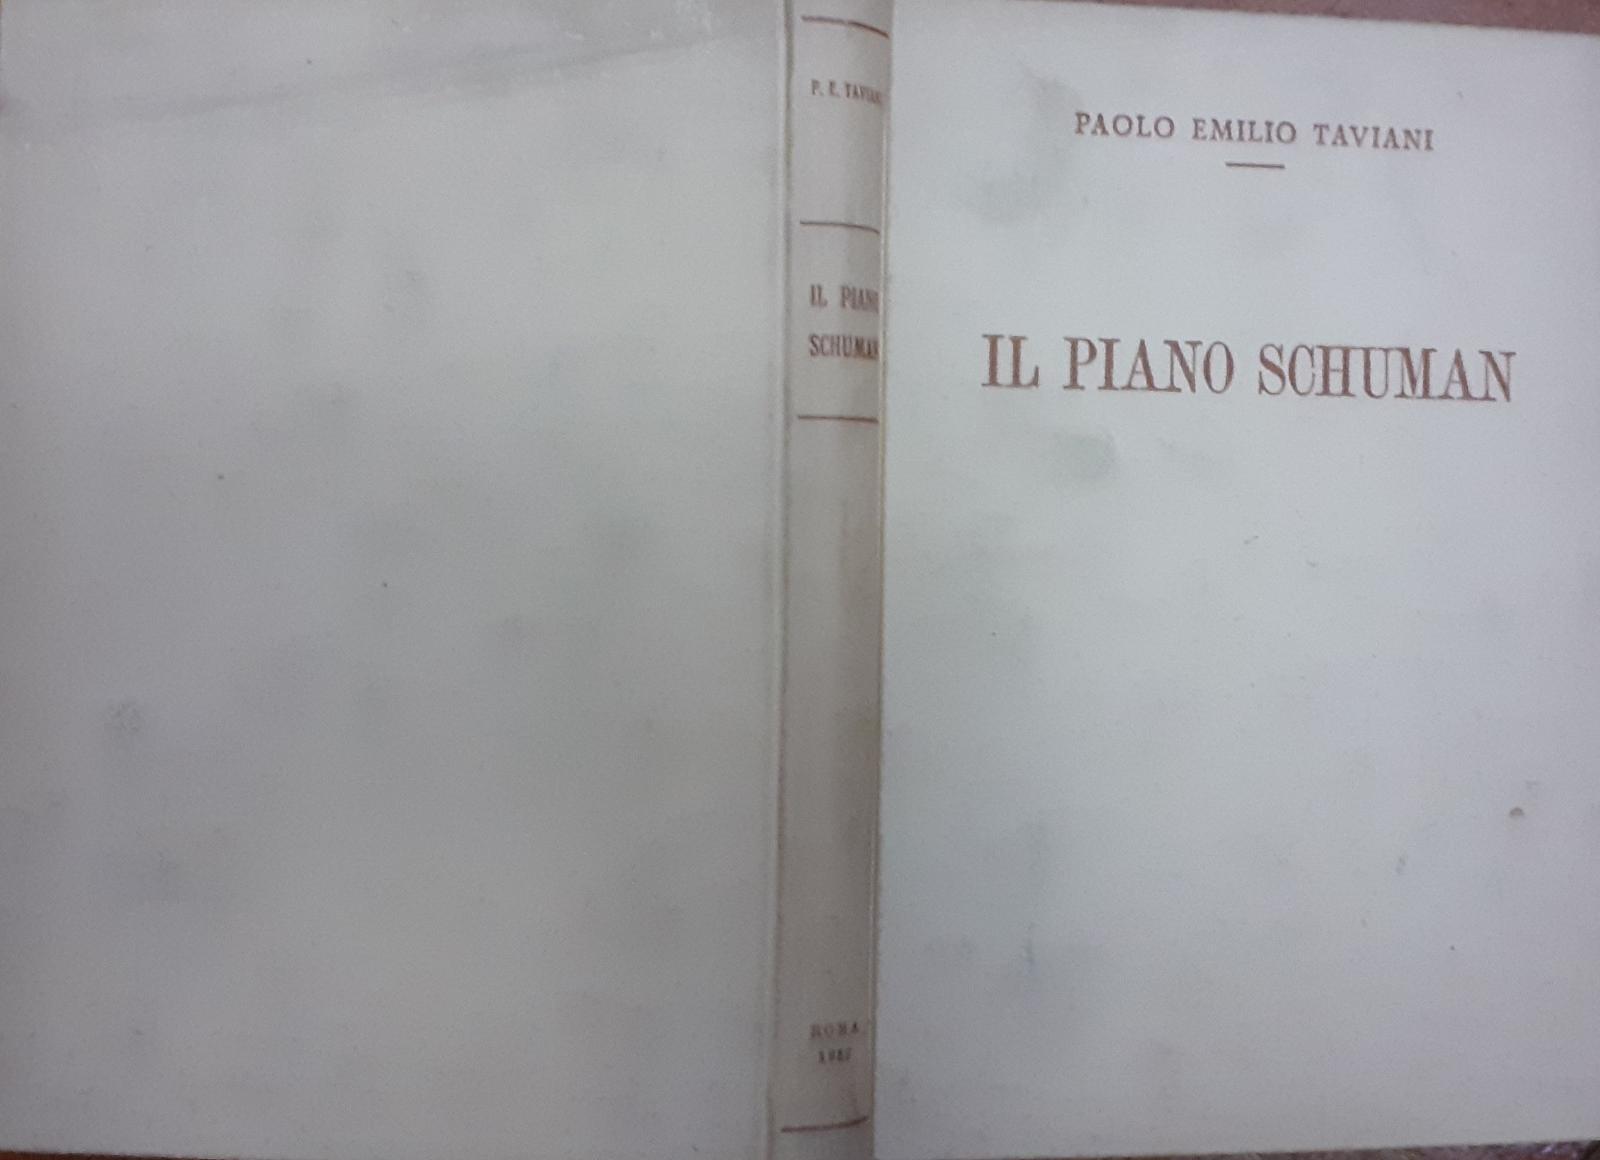 P. E. TAVIANI
IL PIANO
SCHUMAN
ROMA
PAOLO EMILIO TAVIANI
IL PIANO SCHUMAN